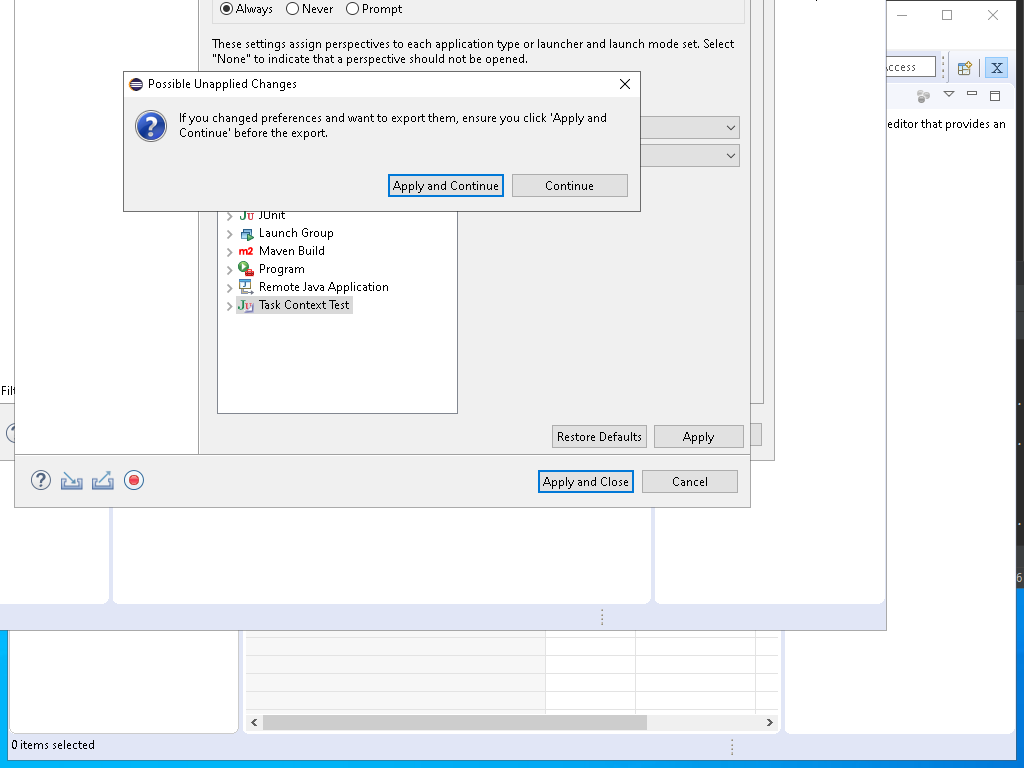 Always
Never
Prompt
These settings assign perspectives to each application type or launcher and launch mode set. Select
"None" to indicate that a perspective should not be opened.
Possible Unapplied Changes
If you changed preferences and want to export them, ensure you click 'Apply and
Continue' before the export.
Apply and Continue
Continue
editor that provides an
JUnit
Launch Group
Maven Build
Program
Remote Java Application
Task Context Test
Restore Defaults
Apply
Apply and Close
Cancel
0 items selected